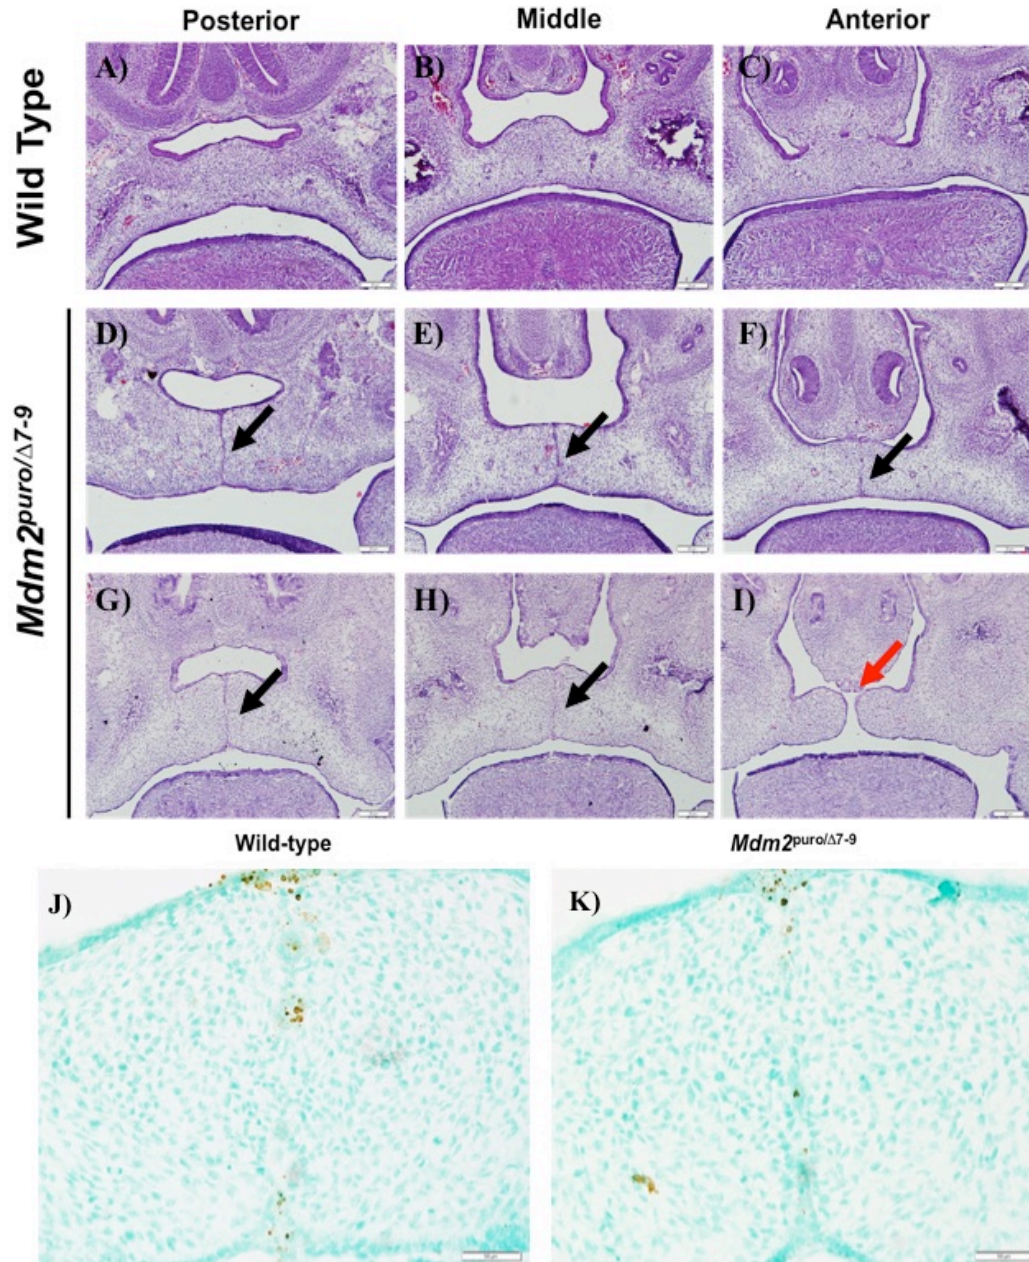 Posterior Middle Anterior
Wild Type
A) B) C)
Mdm2puro/Δ7-9
D) E) F)
G) H) I)
Wild-type Mdm2puro/Δ7-9
J) K)